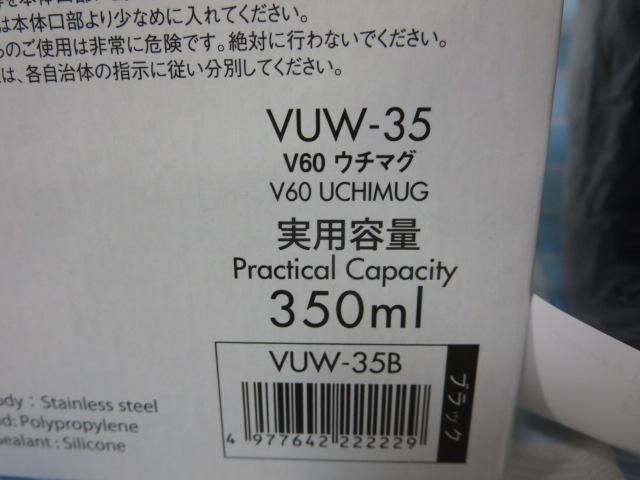 は本体口部より少なめに入れてください。
のご使用は非常に危険です。絶対に行わないでください。
は、各自治体の指示に従い分別してください。
VUW-35
V60 ウチマグ
V60 UCHIMUG
実用容量
Practical Capacity
350ml
VUW-35B
ブラック
4 977642 222229
ody : Stainless steel
d: Polypropylene
Sealant : Silicone